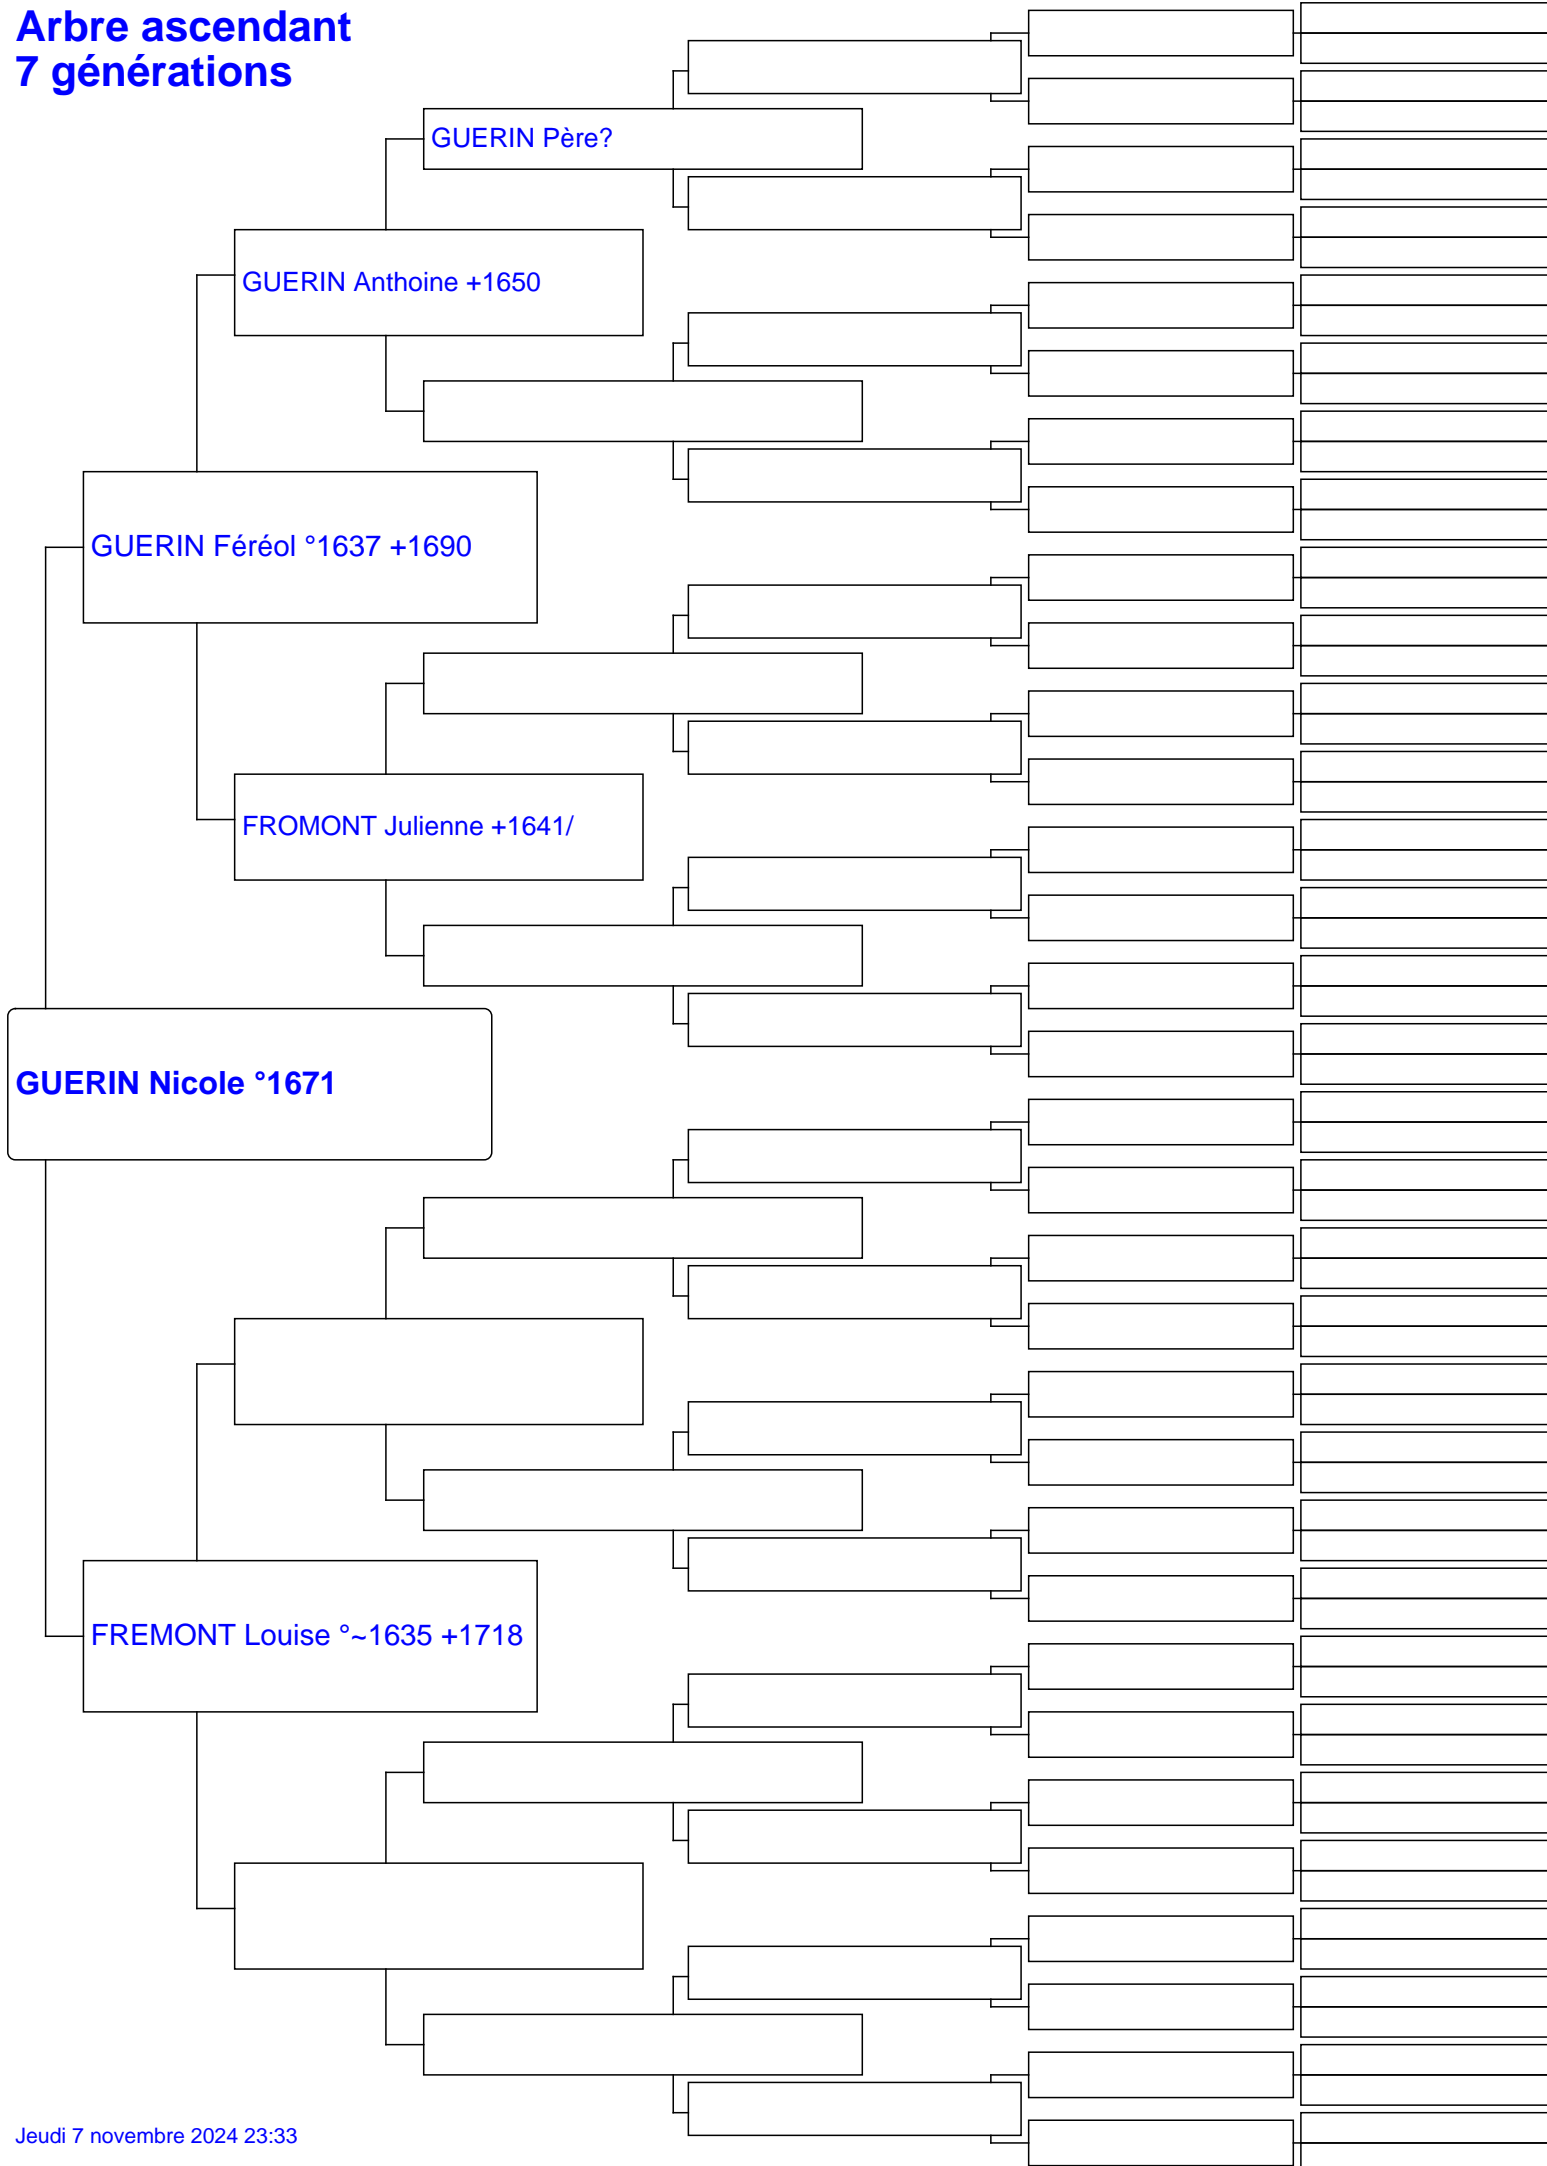 Arbre ascendant
7 générations
GUERIN Père?
GUERIN Anthoine +1650
GUERIN Féréol °1637 +1690
FROMONT Julienne +1641/
GUERIN Nicole °1671
FREMONT Louise °~1635 +1718
Jeudi 7 novembre 2024 23:33